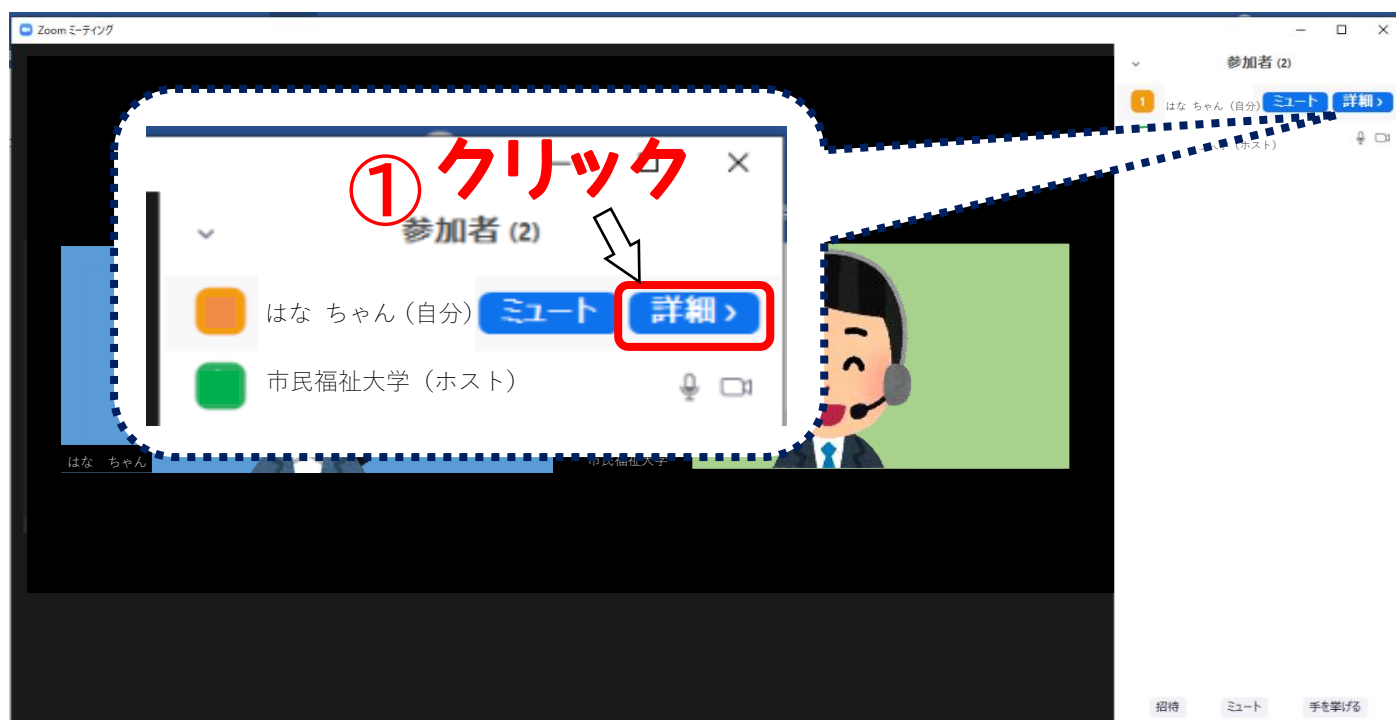 Zoom ミーティング
参加者 (2)
1 はな ちゃん (自分) ミュート 詳細 ›
(ホスト)
① クリック
参加者 (2)
はな ちゃん (自分) ミュート 詳細 ›
市民福祉大学 (ホスト)
はな ちゃん
市民福祉大学
招待 ミュート 手を挙げる